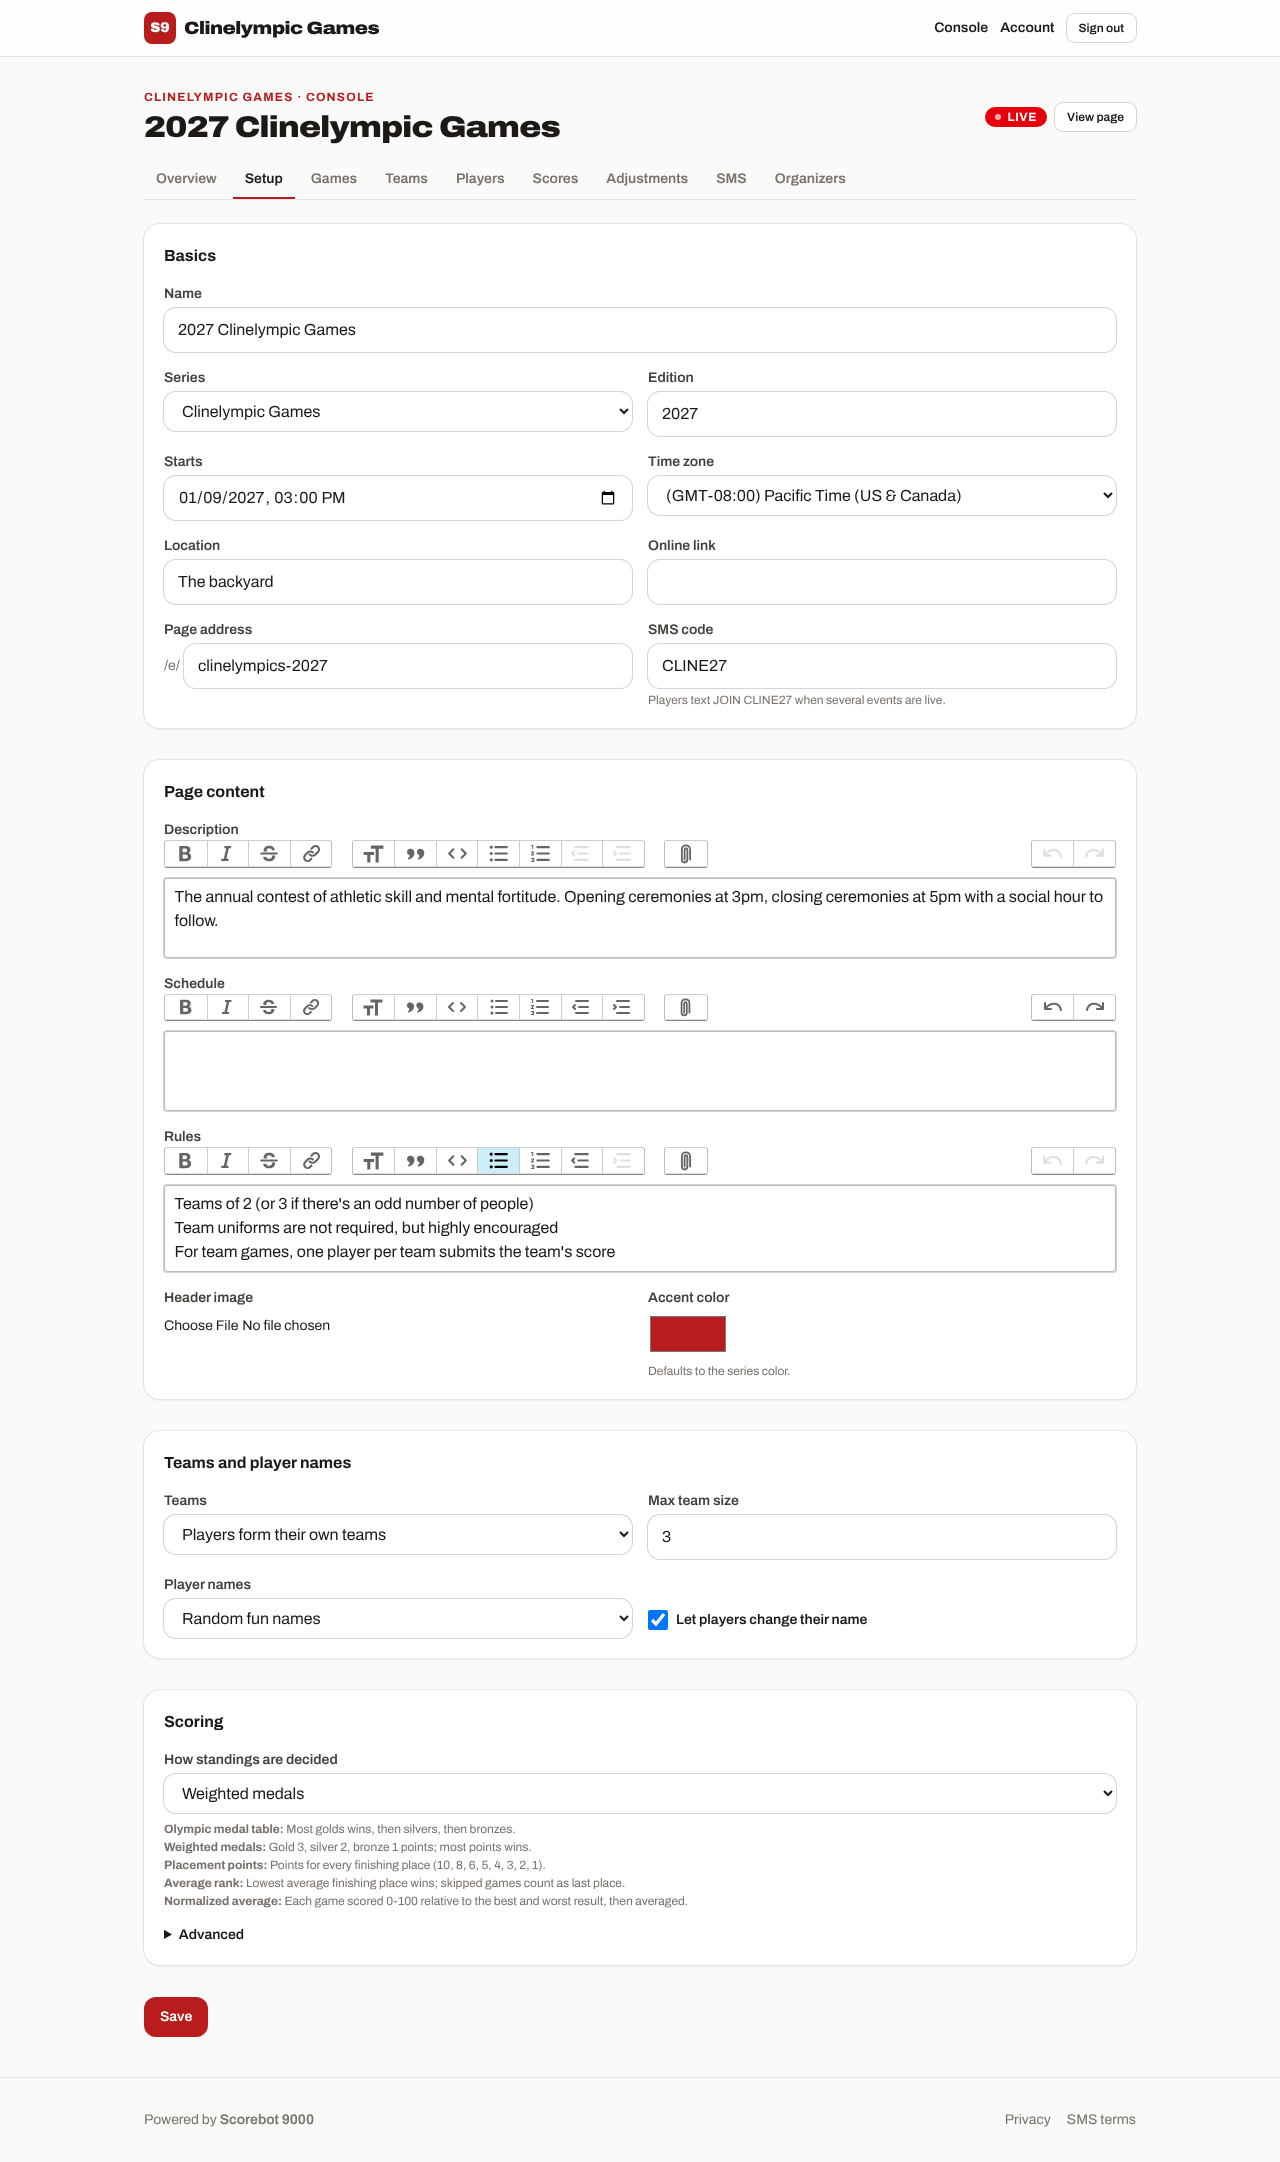 S9 Clinelympic Games
Console Account Sign out
CLINELYMPIC GAMES · CONSOLE
2027 Clinelympic Games
LIVE View page
Overview Setup Games Teams Players Scores Adjustments SMS Organizers
Basics
Name
2027 Clinelympic Games
Series
Clinelympic Games
Edition
2027
Starts
01/09/2027, 03:00 PM
Time zone
(GMT-08:00) Pacific Time (US & Canada)
Location
The backyard
Online link
Page address
/e/ clinelympics-2027
SMS code
CLINE27
Players text JOIN CLINE27 when several events are live.
Page content
Description
The annual contest of athletic skill and mental fortitude. Opening ceremonies at 3pm, closing ceremonies at 5pm with a social hour to
follow.
Schedule
Rules
Teams of 2 (or 3 if there's an odd number of people)
Team uniforms are not required, but highly encouraged
For team games, one player per team submits the team's score
Header image
Choose File No file chosen
Accent color
Defaults to the series color.
Teams and player names
Teams
Players form their own teams
Max team size
3
Player names
Random fun names
Let players change their name
Scoring
How standings are decided
Weighted medals
Olympic medal table: Most golds wins, then silvers, then bronzes.
Weighted medals: Gold 3, silver 2, bronze 1 points; most points wins.
Placement points: Points for every finishing place (10, 8, 6, 5, 4, 3, 2, 1).
Average rank: Lowest average finishing place wins; skipped games count as last place.
Normalized average: Each game scored 0-100 relative to the best and worst result, then averaged.
Advanced
Save
Powered by Scorebot 9000
Privacy SMS terms